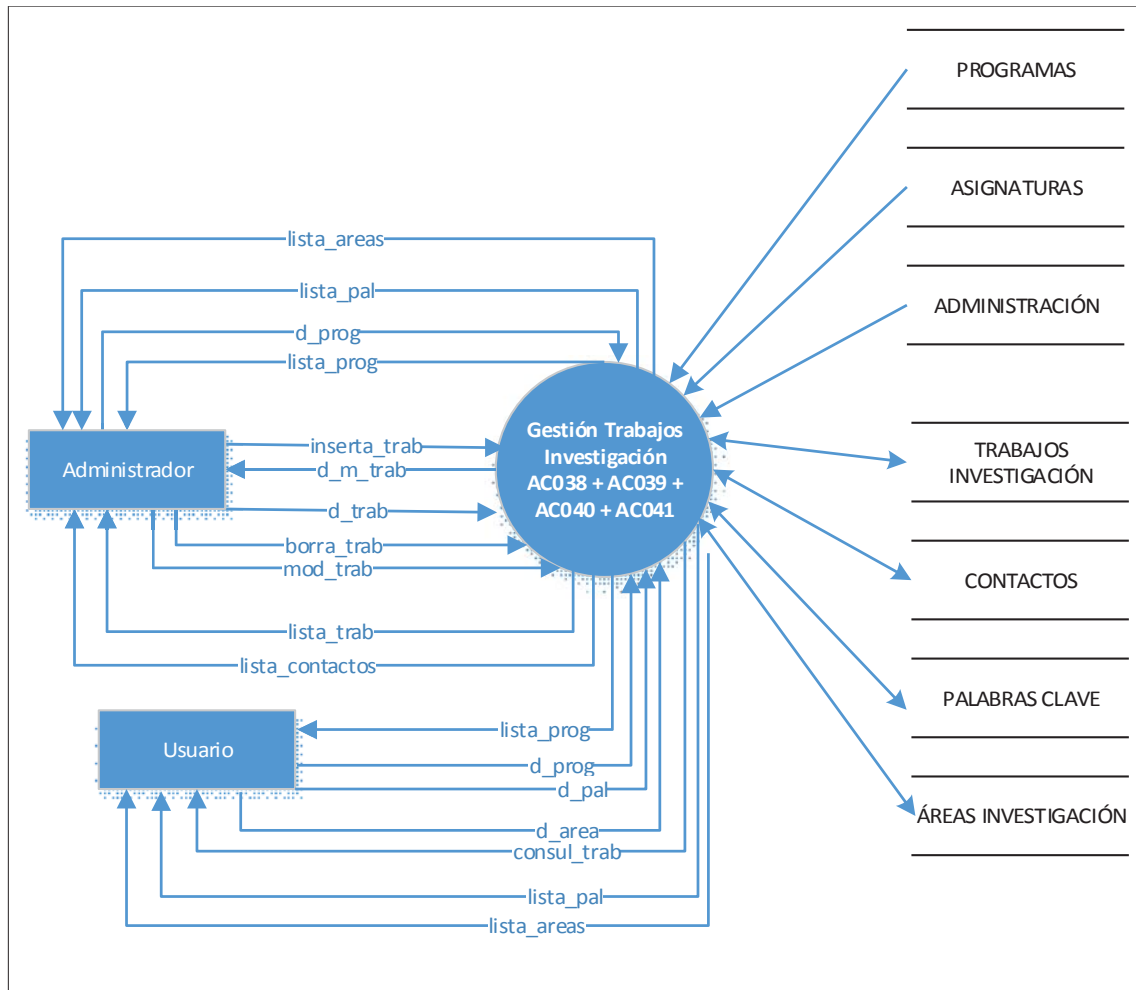 PROGRAMAS
ASIGNATURAS
ADMINISTRACIÓN
TRABAJOS
INVESTIGACIÓN
CONTACTOS
PALABRAS CLAVE
ÁREAS INVESTIGACIÓN
lista_areas
lista_pal
d_prog
lista_prog
Administrador
inserta_trab
d_m_trab
d_trab
borra_trab
mod_trab
lista_trab
lista_contactos
Gestión Trabajos
Investigación
AC038 + AC039 +
AC040 + AC041
Usuario
lista_prog
d_prog
d_pal
d_area
consul_trab
lista_pal
lista_areas